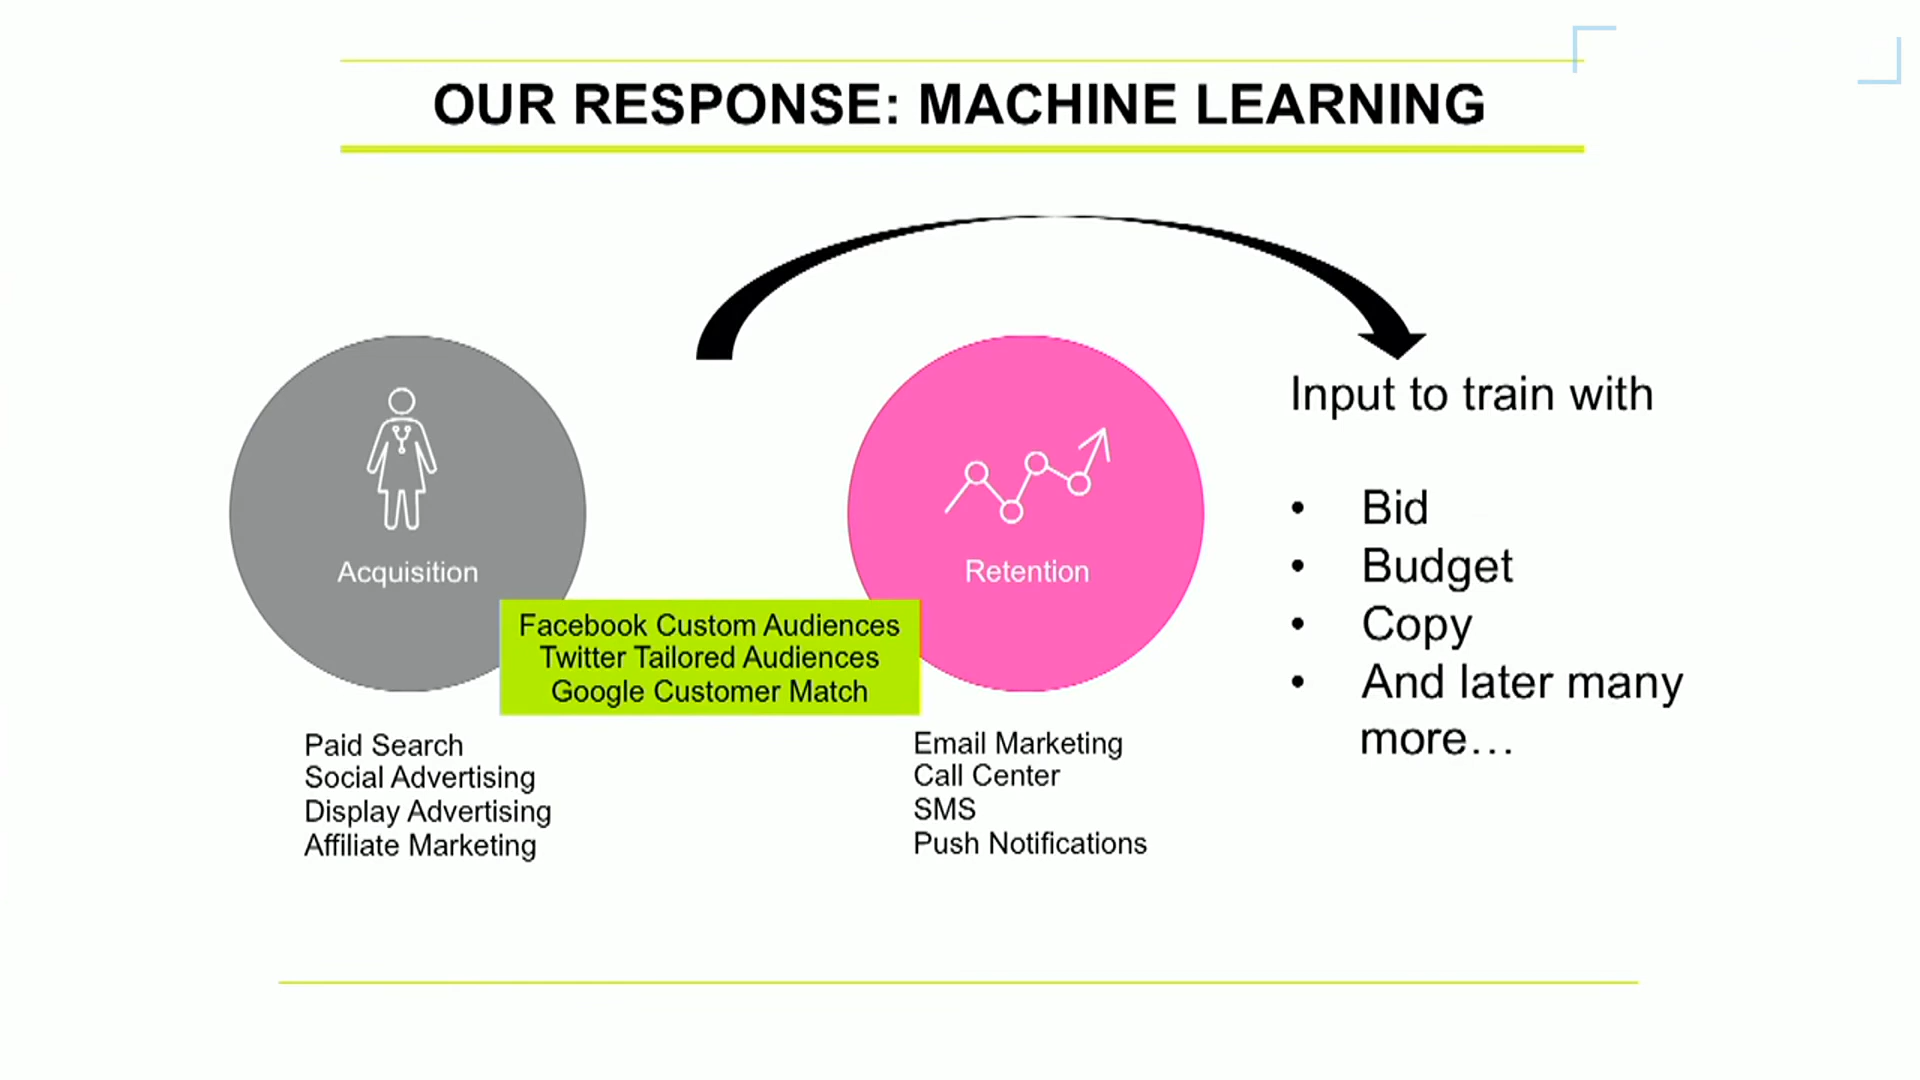 OUR RESPONSE: MACHINE LEARNING
Acquisition
Retention
Facebook Custom Audiences
Twitter Tailored Audiences
Google Customer Match
Paid Search
Social Advertising
Display Advertising
Affiliate Marketing
Email Marketing
Call Center
SMS
Push Notifications
Input to train with
• Bid
• Budget
• Copy
• And later many
more…